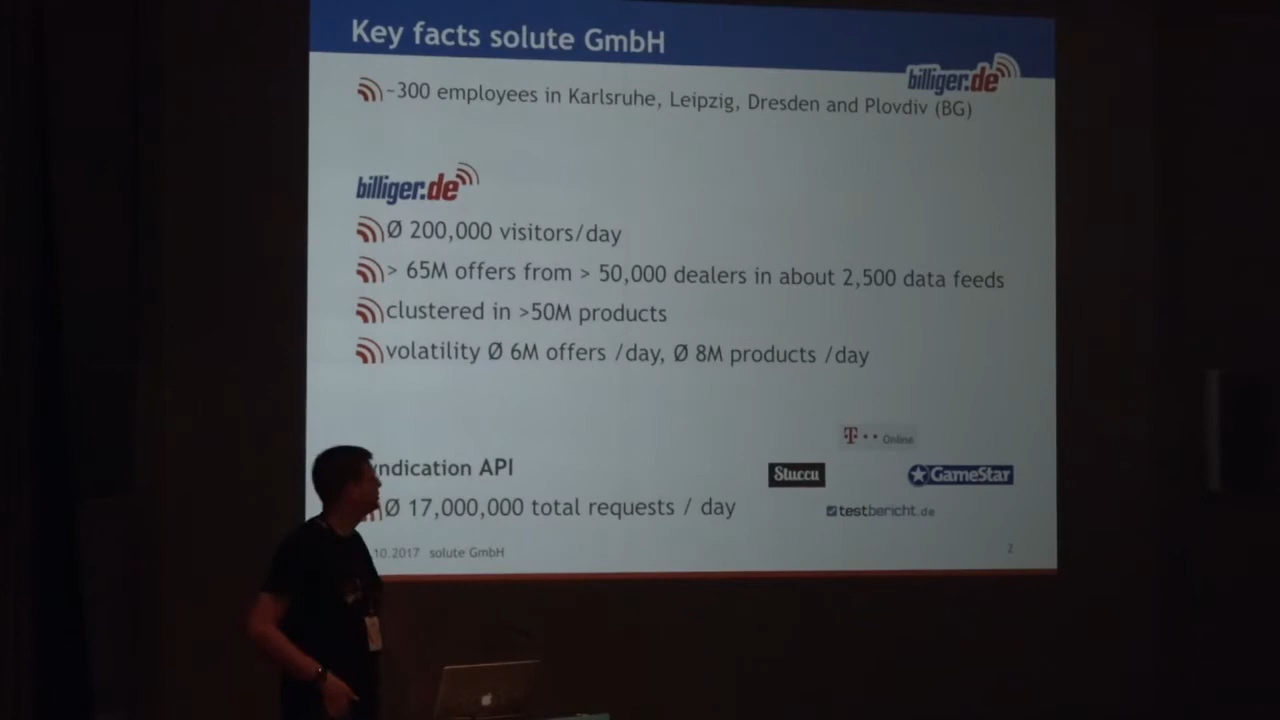 Key facts solute GmbH
billiger.de
~300 employees in Karlsruhe, Leipzig, Dresden and Plovdiv (BG)
billiger.de
Ø 200,000 visitors/day
> 65M offers from > 50,000 dealers in about 2,500 data feeds
clustered in >50M products
volatility Ø 6M offers /day, Ø 8M products /day
T Online
yndication API
Stuccu
GameStar
Ø 17,000,000 total requests / day
testbericht.de
10.2017 solute GmbH
2